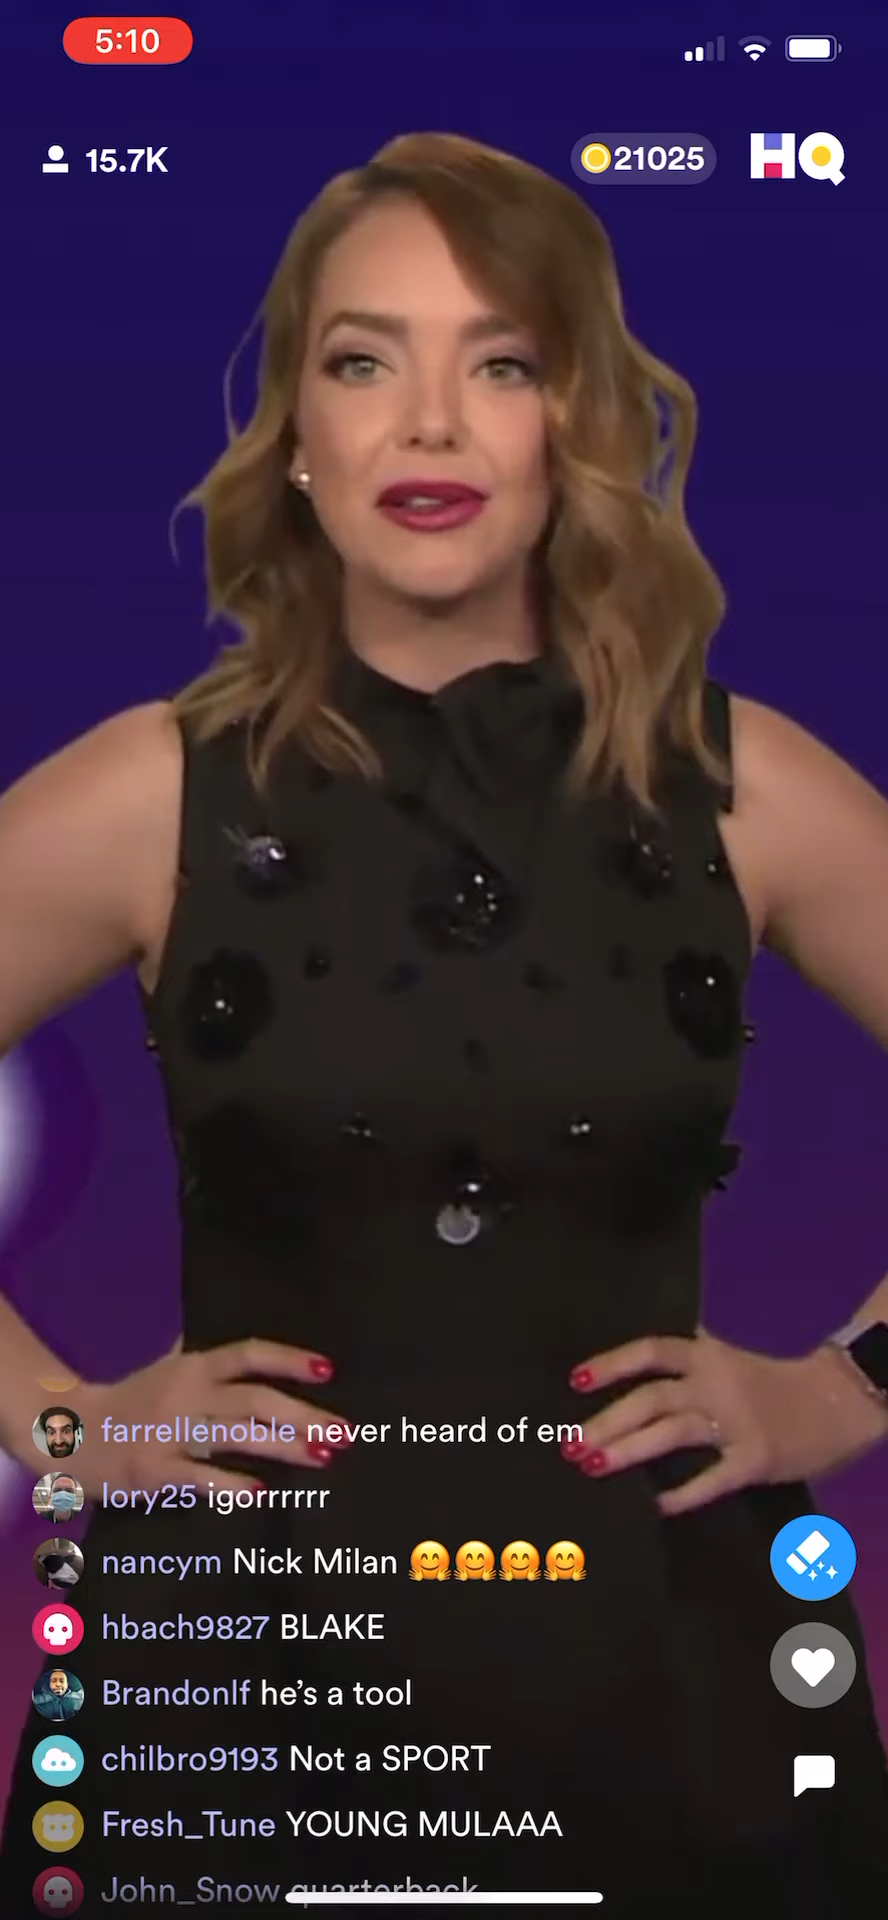 5:10
15.7K
21025
HQ
farrellenoble never heard of em
lory25 igorrrrrr
nancym Nick Milan 🤗🤗🤗🤗
hbach9827 BLAKE
Brandonlf he’s a tool
chilbro9193 Not a SPORT
Fresh_Tune YOUNG MULAAA
John_Snow quarterback